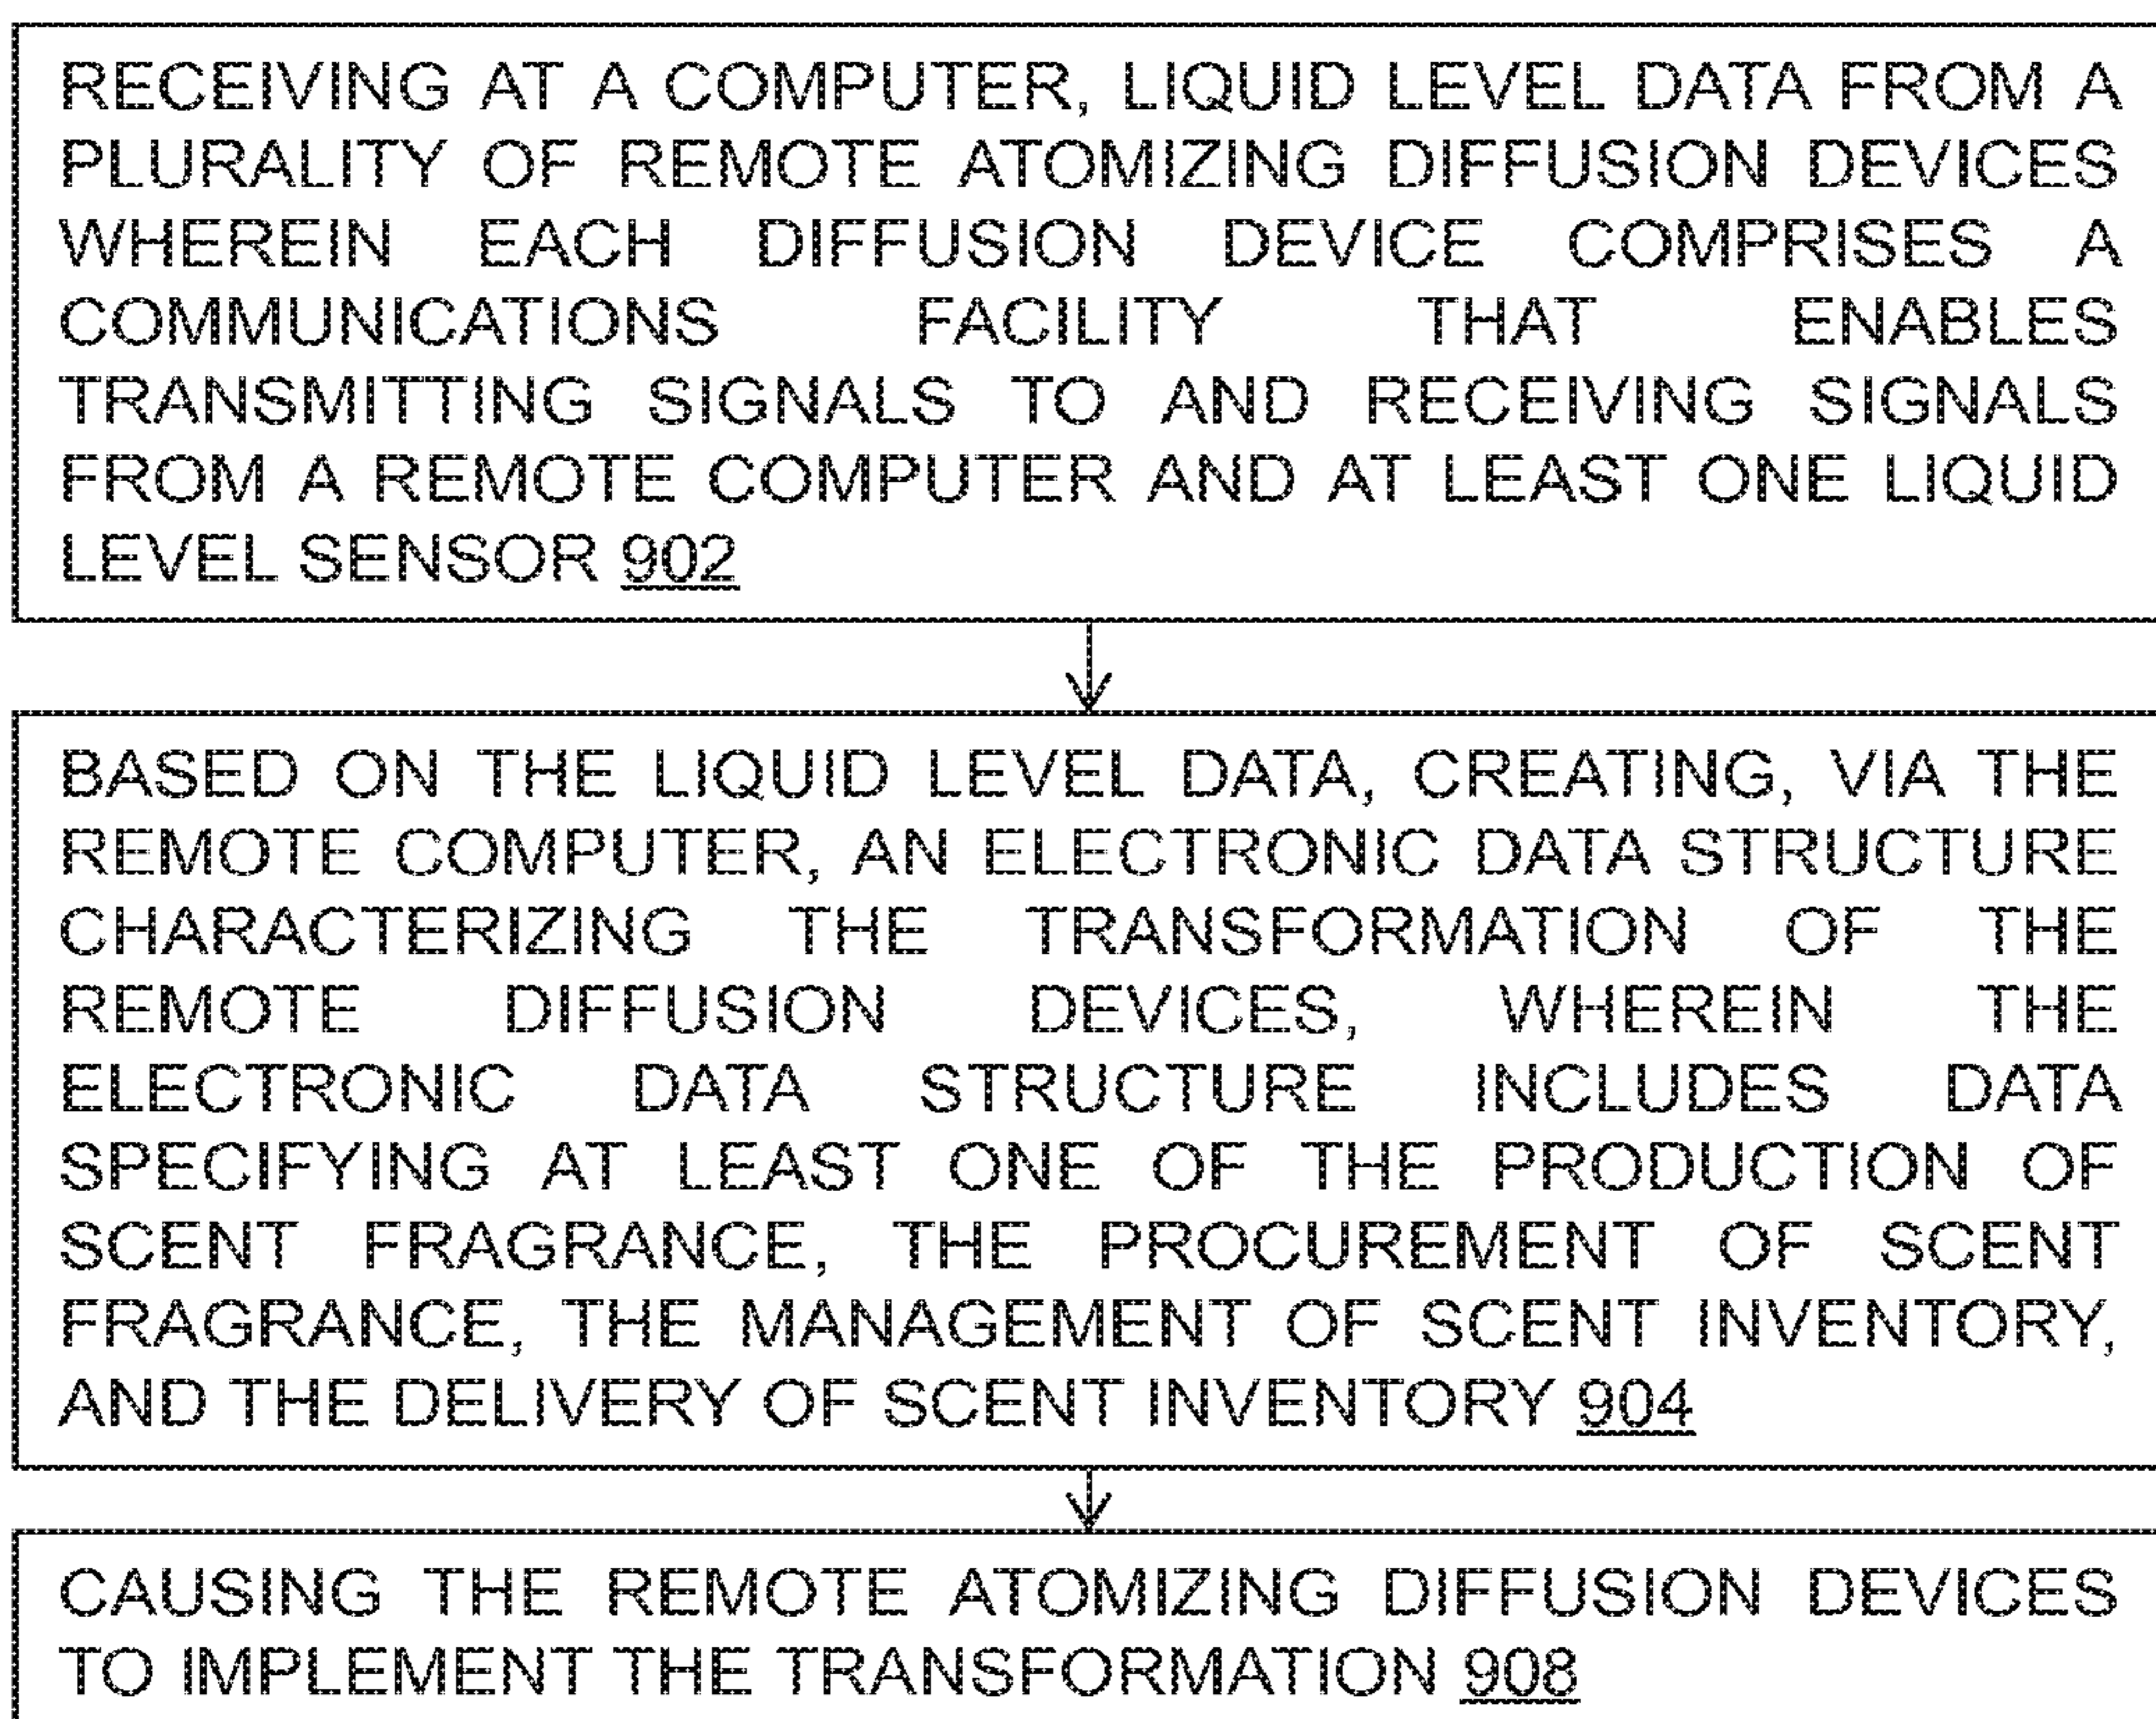 RECEIVING AT A COMPUTER, LIQUID LEVEL DATA FROM A
PLURALITY OF REMOTE ATOMIZING DIFFUSION DEVICES
WHEREIN EACH DIFFUSION DEVICE COMPRISES A
COMMUNICATIONS FACILITY THAT ENABLES
TRANSMITTING SIGNALS TO AND RECEIVING SIGNALS
FROM A REMOTE COMPUTER AND AT LEAST ONE LIQUID
LEVEL SENSOR 902
BASED ON THE LIQUID LEVEL DATA, CREATING, VIA THE
REMOTE COMPUTER, AN ELECTRONIC DATA STRUCTURE
CHARACTERIZING THE TRANSFORMATION OF THE
REMOTE DIFFUSION DEVICES, WHEREIN THE
ELECTRONIC DATA STRUCTURE INCLUDES DATA
SPECIFYING AT LEAST ONE OF THE PRODUCTION OF
SCENT FRAGRANCE, THE PROCUREMENT OF SCENT
FRAGRANCE, THE MANAGEMENT OF SCENT INVENTORY,
AND THE DELIVERY OF SCENT INVENTORY 904
CAUSING THE REMOTE ATOMIZING DIFFUSION DEVICES
TO IMPLEMENT THE TRANSFORMATION 908